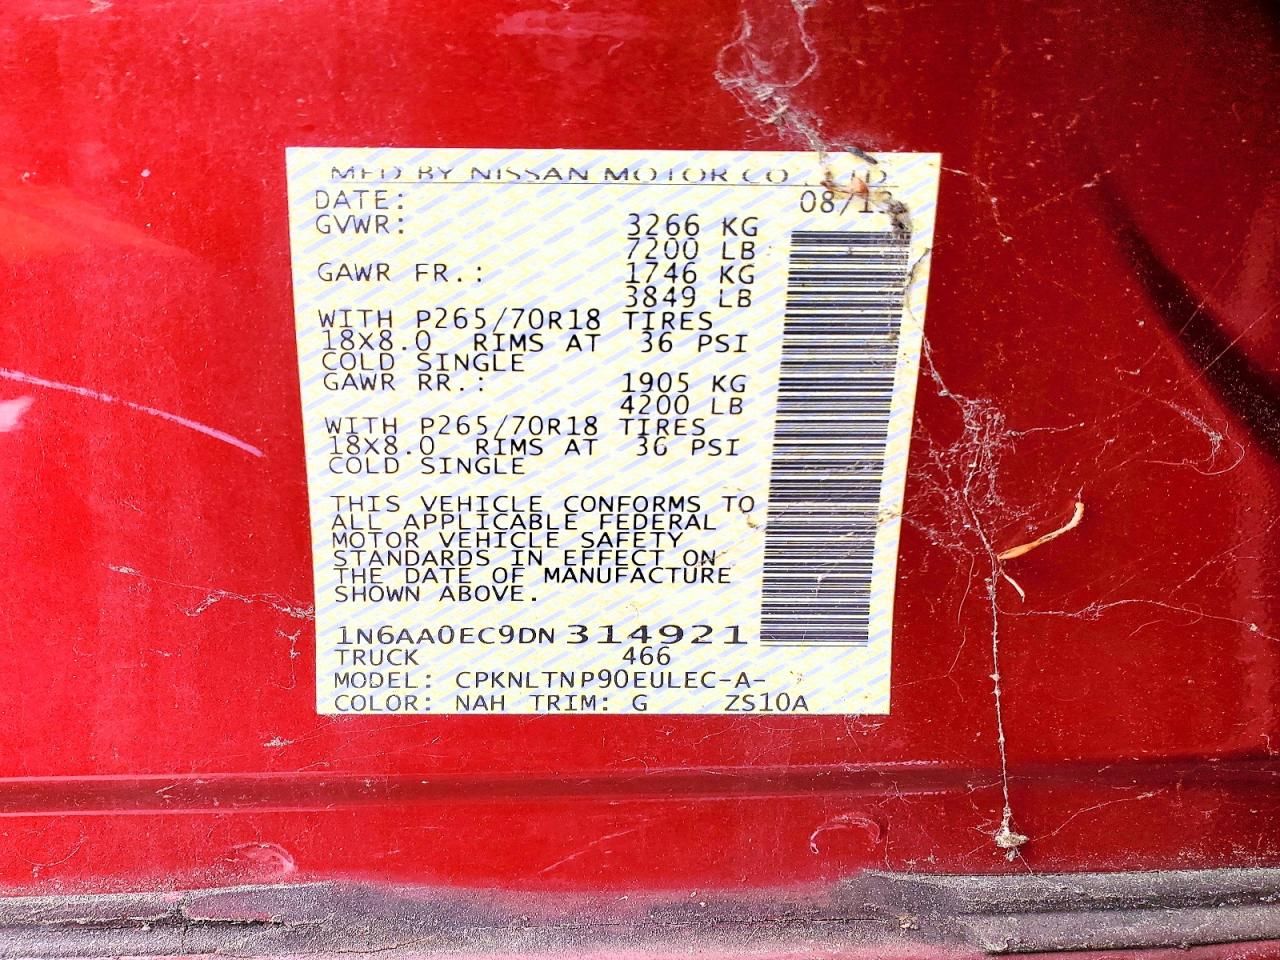 MFD BY NISSAN MOTOR CO., LTD.
DATE: 08/13
GVWR: 3266 KG
7200 LB
GAWR FR.: 1746 KG
3849 LB
WITH P265/70R18 TIRES
18X8.0 RIMS AT 36 PSI
COLD SINGLE
GAWR RR.: 1905 KG
4200 LB
WITH P265/70R18 TIRES
18X8.0 RIMS AT 36 PSI
COLD SINGLE
THIS VEHICLE CONFORMS TO
ALL APPLICABLE FEDERAL
MOTOR VEHICLE SAFETY
STANDARDS IN EFFECT ON
THE DATE OF MANUFACTURE
SHOWN ABOVE.
1N6AA0EC9DN314921
TRUCK 466
MODEL: CPKNLTNP90EULEC-A-
COLOR: NAH TRIM: G ZS10A